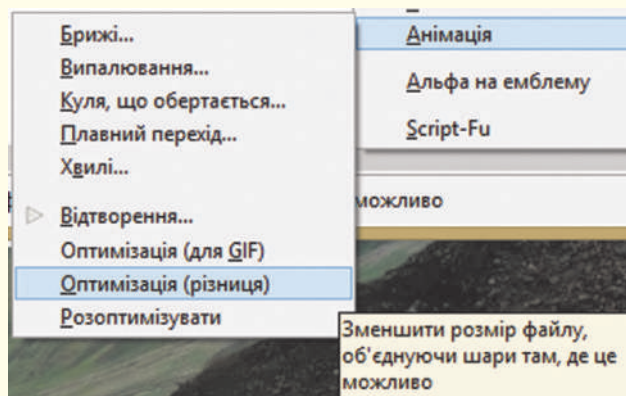 Брижі...
Випалювання...
Куля, що обертається...
Плавний перехід...
Хвилі...
Відтворення...
Оптимізація (для GIF)
Оптимізація (різниця)
Розоптимізувати
Анімація
Альфа на емблему
Script-Fu
можливо
Зменшити розмір файлу,
об'єднуючи шари там, де це
можливо